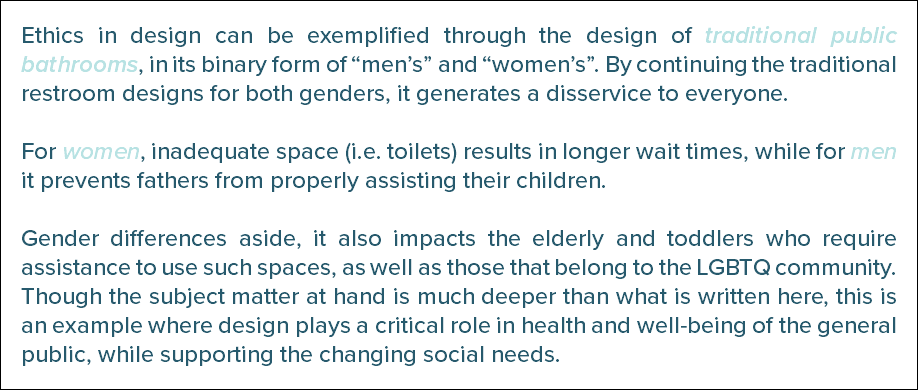 Ethics in design can be exemplified through the design of traditional public
bathrooms, in its binary form of “men’s” and “women’s”. By continuing the traditional
restroom designs for both genders, it generates a disservice to everyone.
For women, inadequate space (i.e. toilets) results in longer wait times, while for men
it prevents fathers from properly assisting their children.
Gender differences aside, it also impacts the elderly and toddlers who require
assistance to use such spaces, as well as those that belong to the LGBTQ community.
Though the subject matter at hand is much deeper than what is written here, this is
an example where design plays a critical role in health and well-being of the general
public, while supporting the changing social needs.